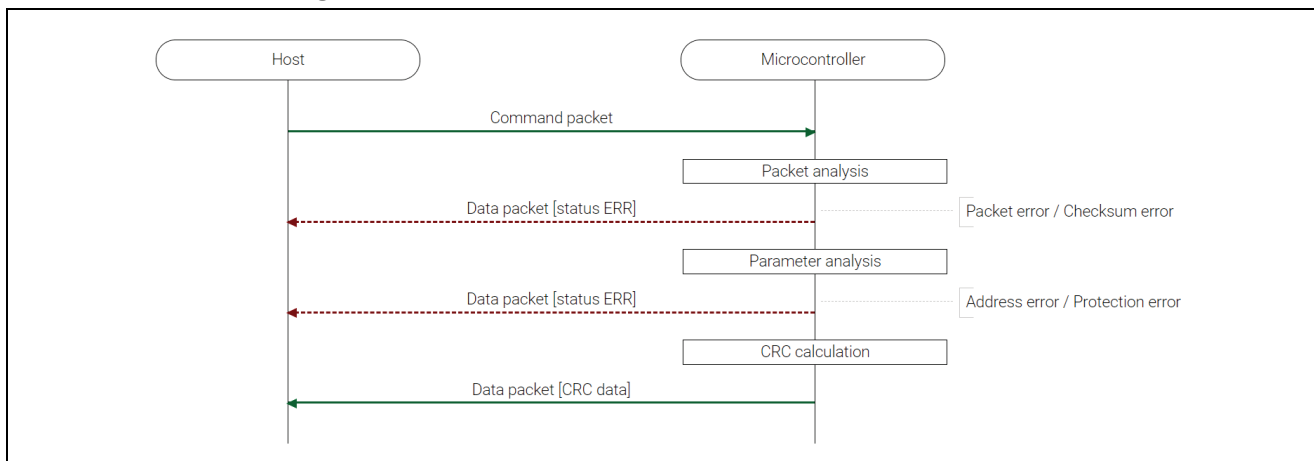 Host
Microcontroller
Command packet
Packet analysis
Data packet [status ERR]
Packet error / Checksum error
Parameter analysis
Data packet [status ERR]
Address error / Protection error
CRC calculation
Data packet [CRC data]